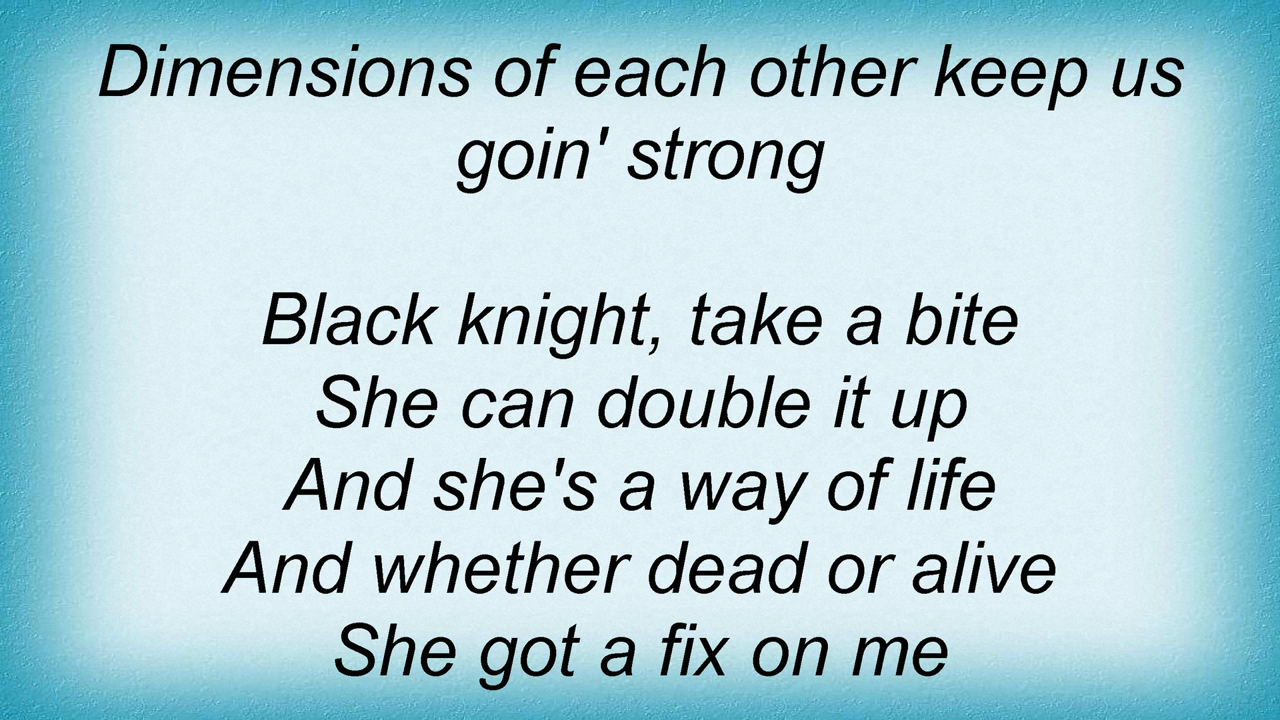 Dimensions of each other keep us
goin' strong
Black knight, take a bite
She can double it up
And she's a way of life
And whether dead or alive
She got a fix on me